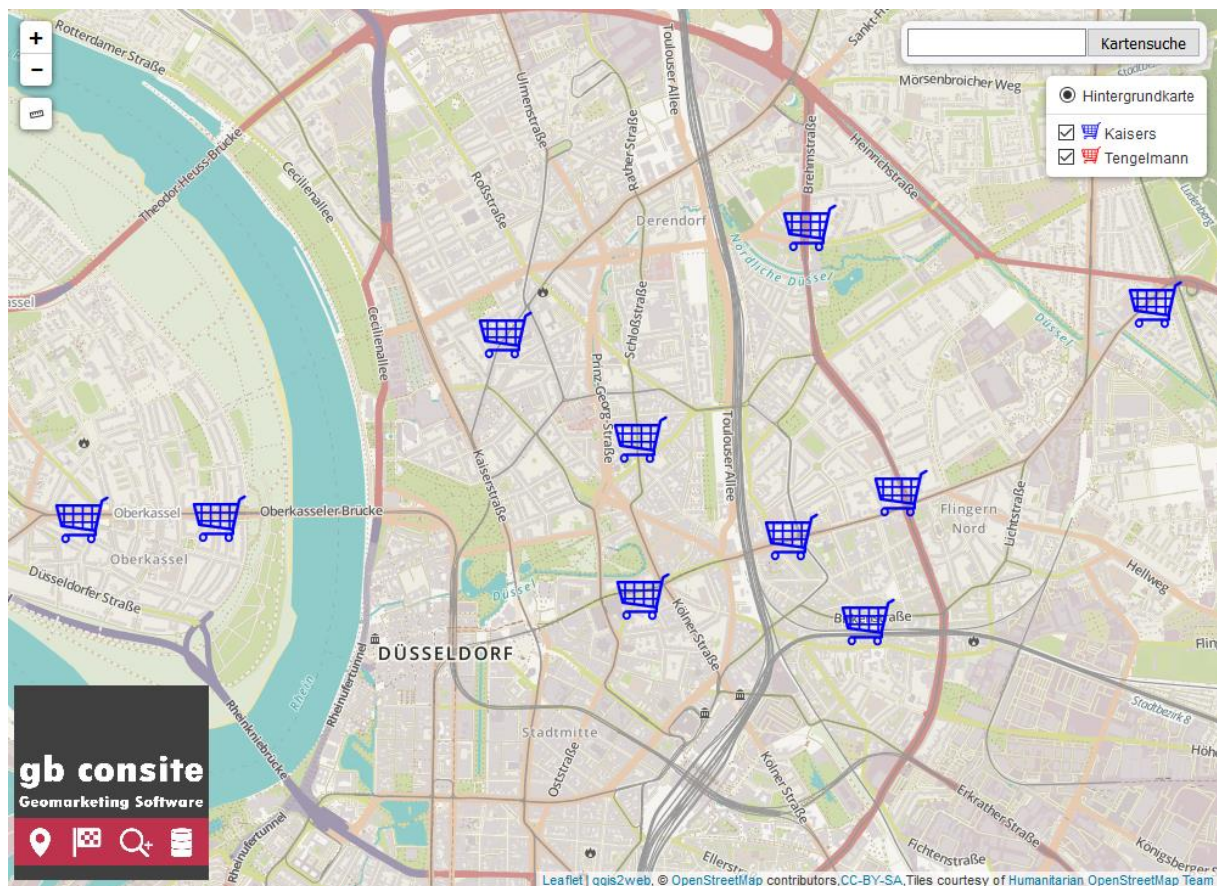 +
−
Rotterdamer Straße
Theodor-Heuss-Brücke
Cecilienallee
Cecilienallee
Ulmenstraße
Roßstraße
Rather Straße
Toulouser Allee
Derendorf
Brehmstraße
Mörsenbroicher Weg
Heinrichstraße
Kartensuche
Hintergrundkarte
Kaisers
Tengelmann
Nördliche Düssel
Düssel
Schloßstraße
Prinz-Georg-Straße
Kaiserstraße
Toulouser Allee
Oberkassel
Oberkasseler Brücke
Oberkassel
Düsseldorfer Straße
Flingern
Nord
Lichtstraße
Hellweg
Düssel
Kölner Straße
DÜSSELDORF
Rhein
Rheinufertunnel
Rheinkniebrücke
Stadtmitte
Oststraße
Kölner Straße
Stadtbezirk 8
Erkrather Straße
Fichtenstraße
Königsberger
Rheinufertunnel
gb consite
Geomarketing Software
Leaflet | qgis2web, © OpenStreetMap contributors,CC-BY-SA,Tiles courtesy of Humanitarian OpenStreetMap Team